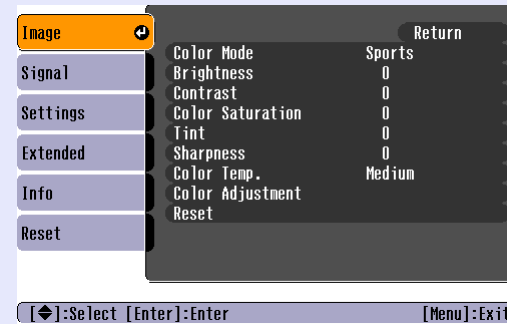 Image
Signal
Settings
Extended
Info
Reset
Return
Color Mode Sports
Brightness 0
Contrast 0
Color Saturation 0
Tint 0
Sharpness 0
Color Temp. Medium
Color Adjustment
Reset
[◆]:Select [Enter]:Enter [Menu]:Exit